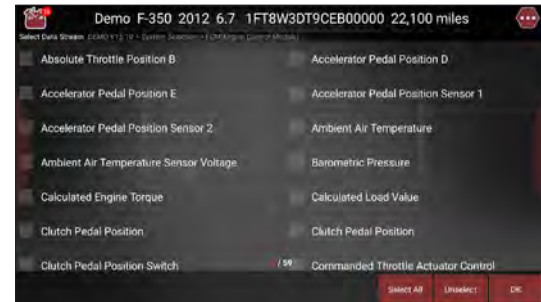 Demo F-350 2012 6.7 1FT8W3DT9CEB00000 22,100 miles
Select Data Stream
Absolute Throttle Position B
Accelerator Pedal Position D
Accelerator Pedal Position E
Accelerator Pedal Position Sensor 1
Accelerator Pedal Position Sensor 2
Ambient Air Temperature
Ambient Air Temperature Sensor Voltage
Barometric Pressure
Calculated Engine Torque
Calculated Load Value
Clutch Pedal Position
Clutch Pedal Position
Clutch Pedal Position Switch
/ 59
Commanded Throttle Actuator Control
Select All
Unselect
OK